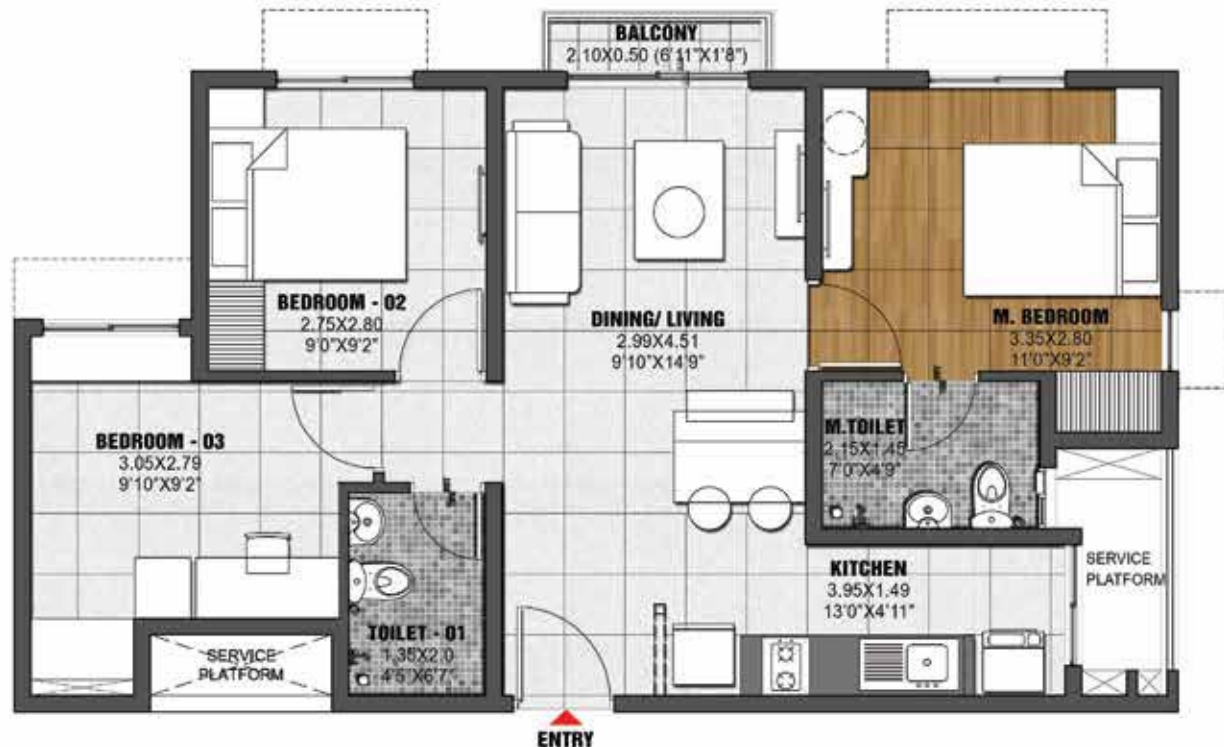 BALCONY
2.10X0.50 (6'11"X1'8")
BEDROOM - 02
2.75X2.80
9'0"X9'2"
DINING/ LIVING
2.99X4.51
9'10"X14'9"
M. BEDROOM
3.35X2.80
11'0"X9'2"
BEDROOM - 03
3.05X2.79
9'10"X9'2"
M.TOILET
2.15X1.45
7'0"X4'9"
KITCHEN
3.95X1.49
13'0"X4'11"
SERVICE
PLATFORM
TOILET - 01
1.35X2.0
4'5"X6'7"
SERVICE
PLATFORM
ENTRY